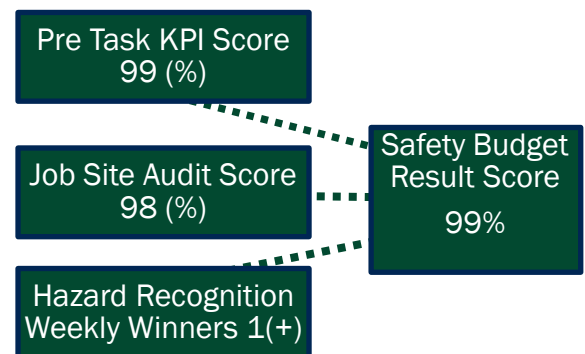 Pre Task KPI Score
99 (%)
Job Site Audit Score
98 (%)
Hazard Recognition
Weekly Winners 1(+)
Safety Budget
Result Score
99%